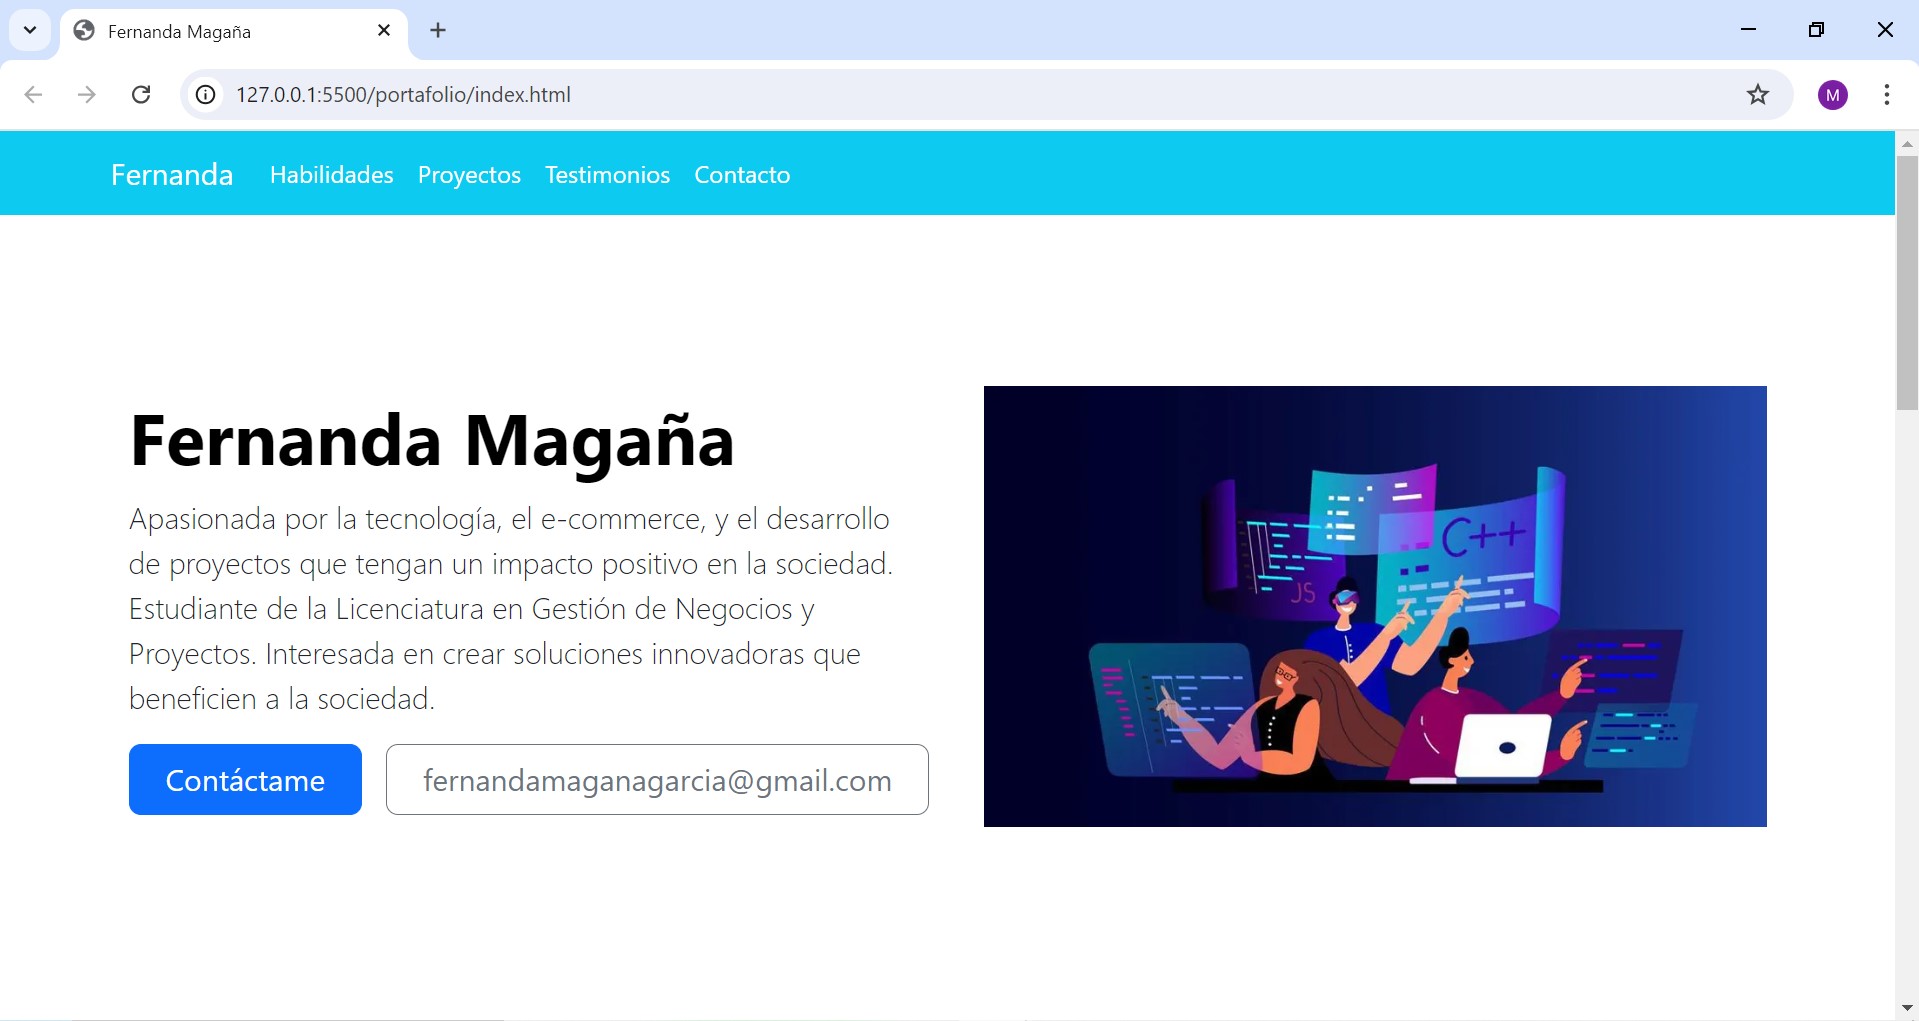 Fernanda Magaña
127.0.0.1:5500/portafolio/index.html
M
Fernanda Habilidades Proyectos Testimonios Contacto
Fernanda Magaña
Apasionada por la tecnología, el e-commerce, y el desarrollo
de proyectos que tengan un impacto positivo en la sociedad.
Estudiante de la Licenciatura en Gestión de Negocios y
Proyectos. Interesada en crear soluciones innovadoras que
beneficien a la sociedad.
Contáctame
fernandamaganagarcia@gmail.com
C++
JS